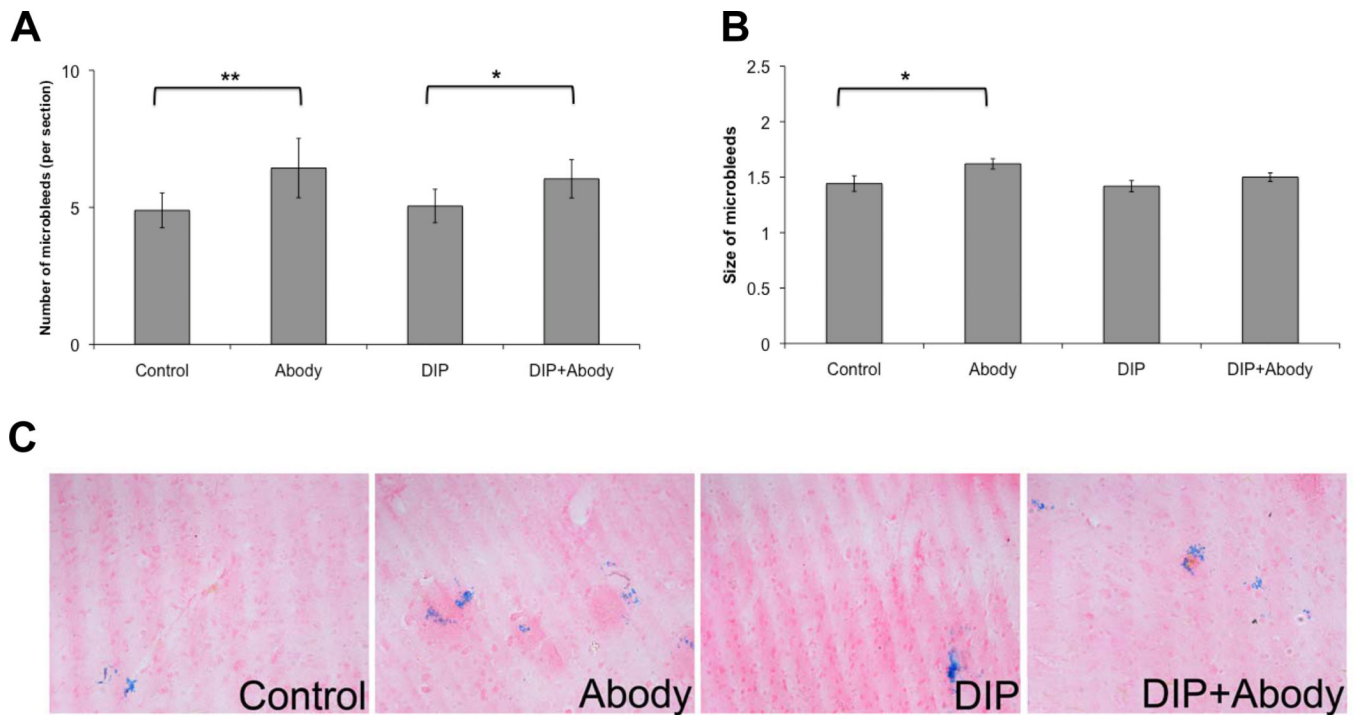 A
Number of microbleeds (per section)
10
5
0
**
*
Control
Abody
DIP
DIP+Abody
B
Size of microbleeds
2.5
2
1.5
1
0.5
0
*
Control
Abody
DIP
DIP+Abody
C
Control
Abody
DIP
DIP+Abody